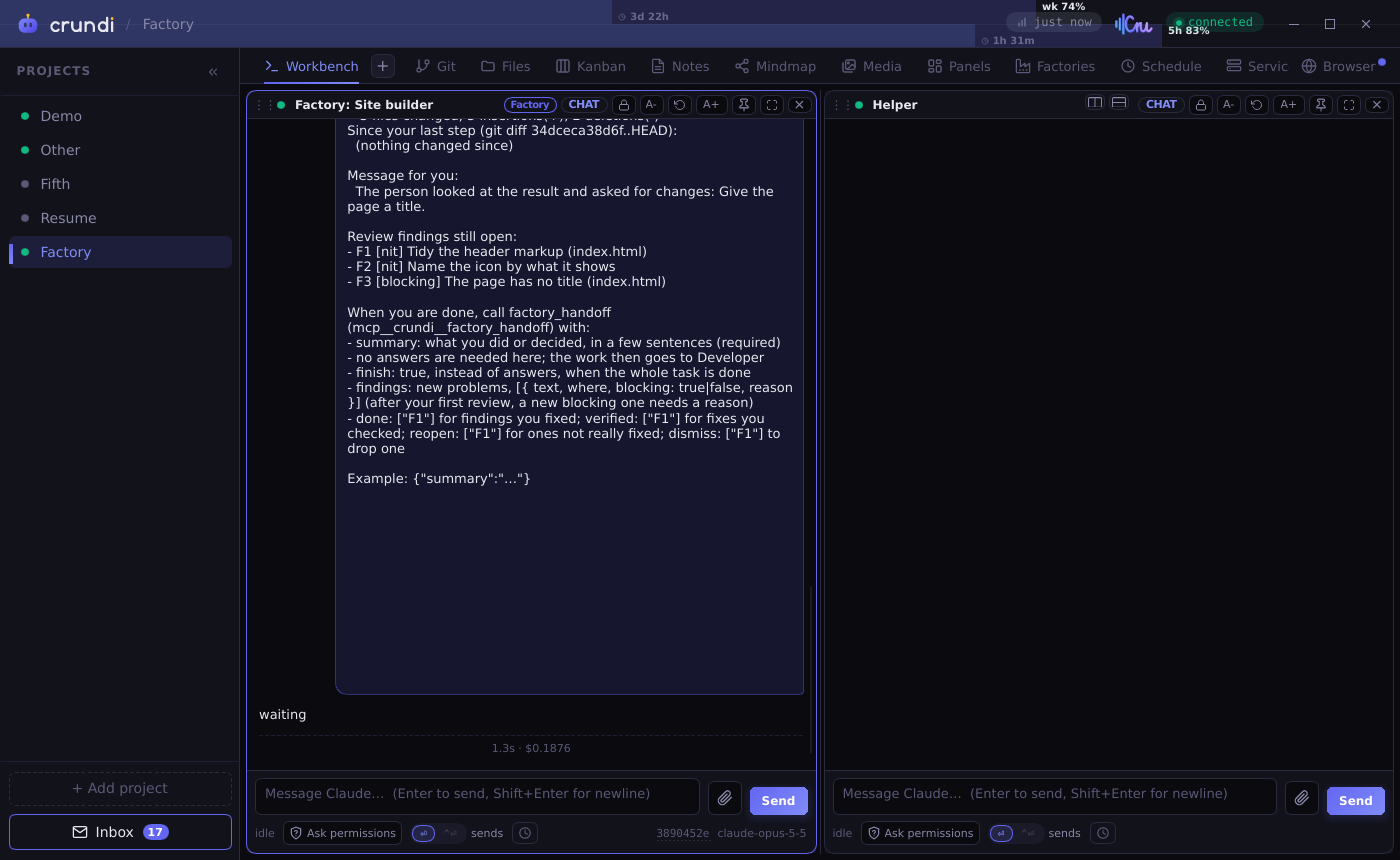 crundi / Factory
3d 22h
wk 74%
just now
Cru
connected
1h 31m
5h 83%
PROJECTS
«
Workbench
+
Git
Files
Kanban
Notes
Mindmap
Media
Panels
Factories
Schedule
Servic
Browser
Demo
Other
Fifth
Resume
Factory
+ Add project
Inbox 17
Factory: Site builder
Factory
CHAT
A-
A+
Since your last step (git diff 34dceca38d6f..HEAD):
(nothing changed since)
Message for you:
The person looked at the result and asked for changes: Give the
page a title.
Review findings still open:
- F1 [nit] Tidy the header markup (index.html)
- F2 [nit] Name the icon by what it shows
- F3 [blocking] The page has no title (index.html)
When you are done, call factory_handoff
(mcp__crundi__factory_handoff) with:
- summary: what you did or decided, in a few sentences (required)
- no answers are needed here; the work then goes to Developer
- finish: true, instead of answers, when the whole task is done
- findings: new problems, [{ text, where, blocking: true|false, reason
}] (after your first review, a new blocking one needs a reason)
- done: ["F1"] for findings you fixed; verified: ["F1"] for fixes you
checked; reopen: ["F1"] for ones not really fixed; dismiss: ["F1"] to
drop one
Example: {"summary":"…"}
waiting
1.3s · $0.1876
Message Claude… (Enter to send, Shift+Enter for newline)
Send
idle
Ask permissions
sends
3890452e
claude-opus-5-5
Helper
CHAT
A-
A+
Message Claude… (Enter to send, Shift+Enter for newline)
Send
idle
Ask permissions
sends